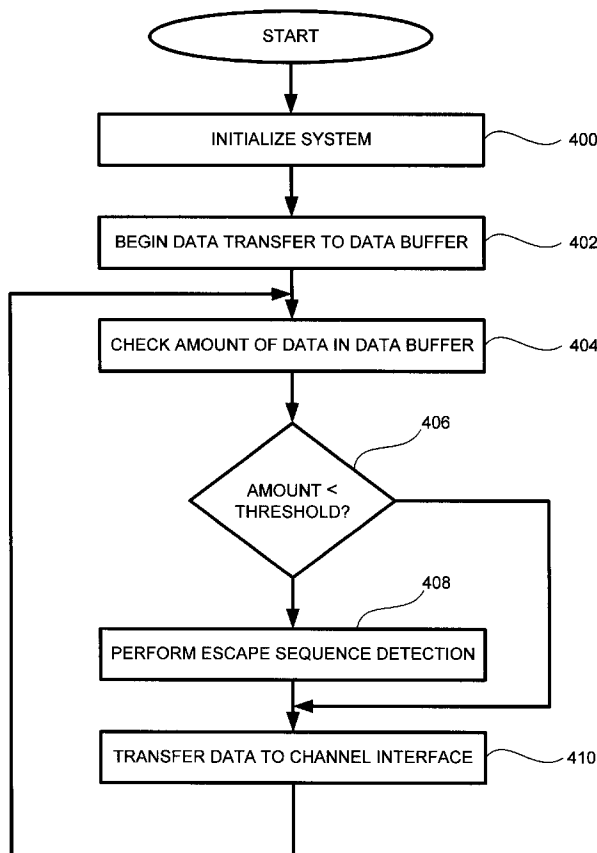 START
INITIALIZE SYSTEM
400
BEGIN DATA TRANSFER TO DATA BUFFER
402
CHECK AMOUNT OF DATA IN DATA BUFFER
404
406
AMOUNT <
THRESHOLD?
408
PERFORM ESCAPE SEQUENCE DETECTION
TRANSFER DATA TO CHANNEL INTERFACE
410